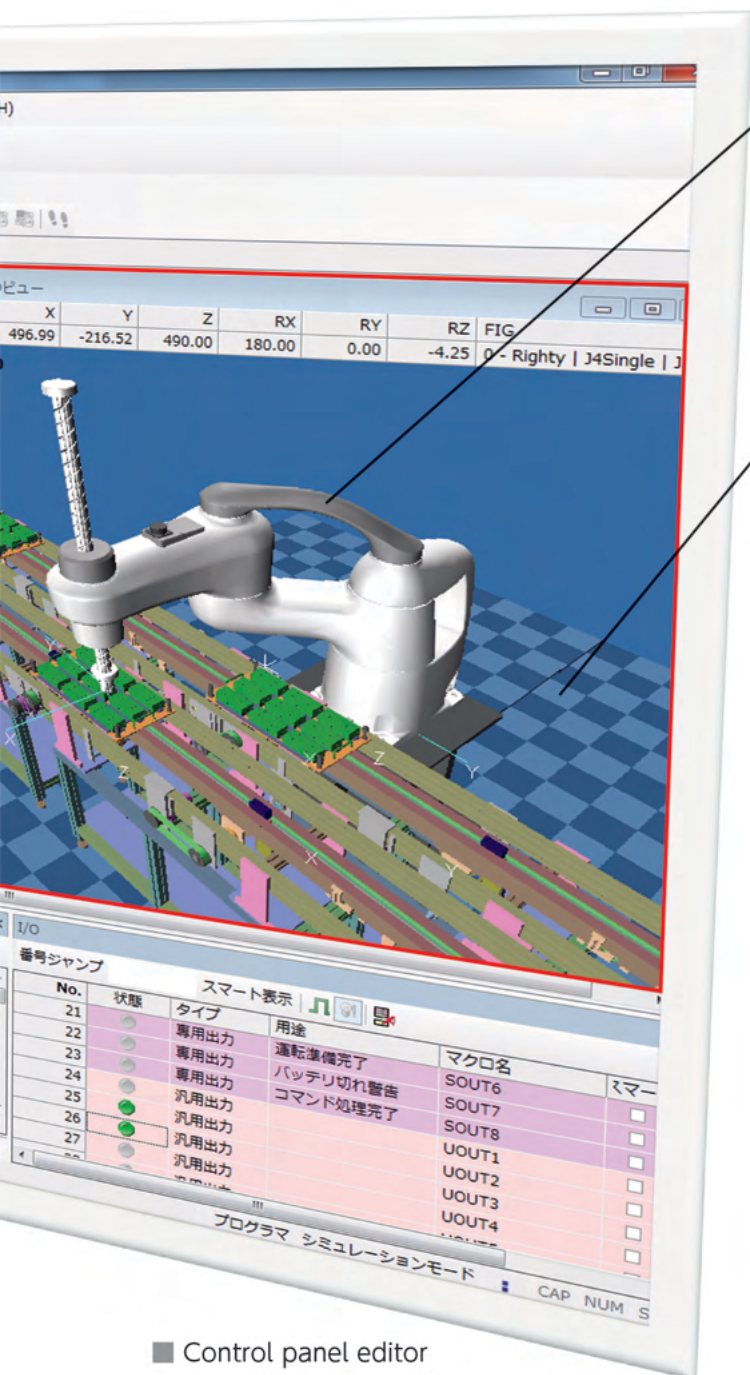 H)
ビュー
X Y Z RX RY RZ FIG
496.99 -216.52 490.00 180.00 0.00 -4.25 0 - Righty | J4Single | J
X
Z
X
Z
Y
Y
I/O
番号ジャンプ スマート表示
No. 状態 タイプ 用途 マクロ名
21 専用出力 運転準備完了 SOUT6
22 専用出力 バッテリ切れ警告 SOUT7
23 専用出力 コマンド処理完了 SOUT8
24 汎用出力 UOUT1
25 汎用出力 UOUT2
26 汎用出力 UOUT3
27 汎用出力 UOUT4
プログラマ シミュレーションモード CAP NUM S
■ Control panel editor